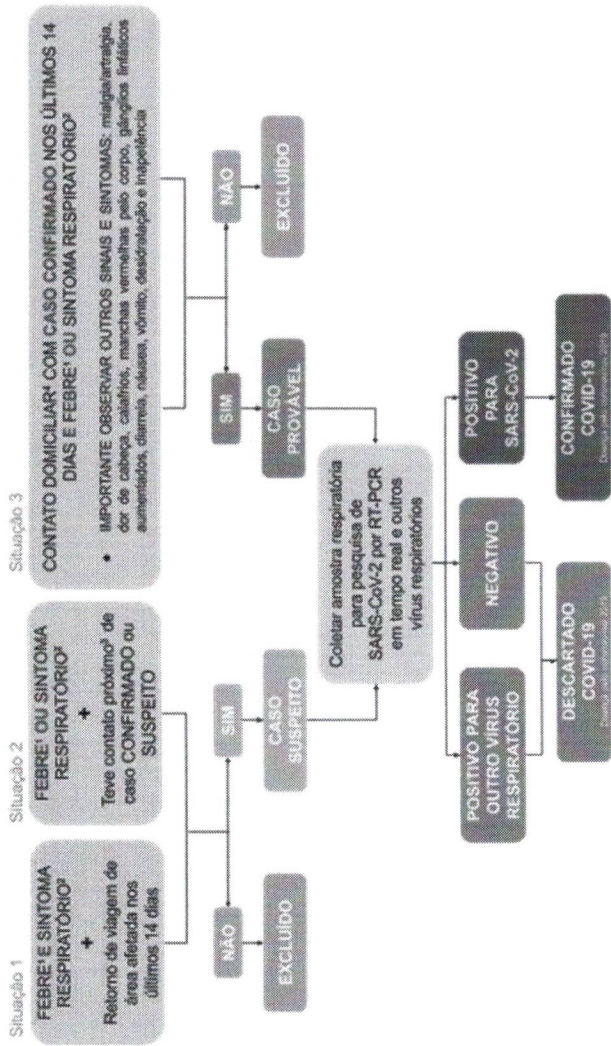 Situação 1
FEBRE¹ E SINTOMA
RESPIRATÓRIO²
+
Retorno de viagem de
área afetada nos
últimos 14 dias
Situação 2
FEBRE¹ OU SINTOMA
RESPIRATÓRIO²
+
Teve contato próximo³ de
caso CONFIRMADO ou
SUSPEITO
Situação 3
CONTATO DOMICILIAR⁴ COM CASO CONFIRMADO NOS ÚLTIMOS 14
DIAS E FEBRE¹ OU SINTOMA RESPIRATÓRIO²
• IMPORTANTE OBSERVAR OUTROS SINAIS E SINTOMAS: mialgia/artralgia,
dor de cabeça, calafrios, manchas vermelhas pelo corpo, gânglios linfáticos
aumentados, diarreia, náusea, vômito, desidratação e inapetência
NÃO
SIM
SIM
NÃO
EXCLUÍDO
CASO
SUSPEITO
CASO
PROVÁVEL
EXCLUÍDO
Coletar amostra respiratória
para pesquisa de
SARS-CoV-2 por RT-PCR
em tempo real e outros
vírus respiratórios
POSITIVO PARA
OUTRO VÍRUS
RESPIRATÓRIO
NEGATIVO
POSITIVO
PARA
SARS-CoV-2
DESCARTADO
COVID-19
CONFIRMADO
COVID-19